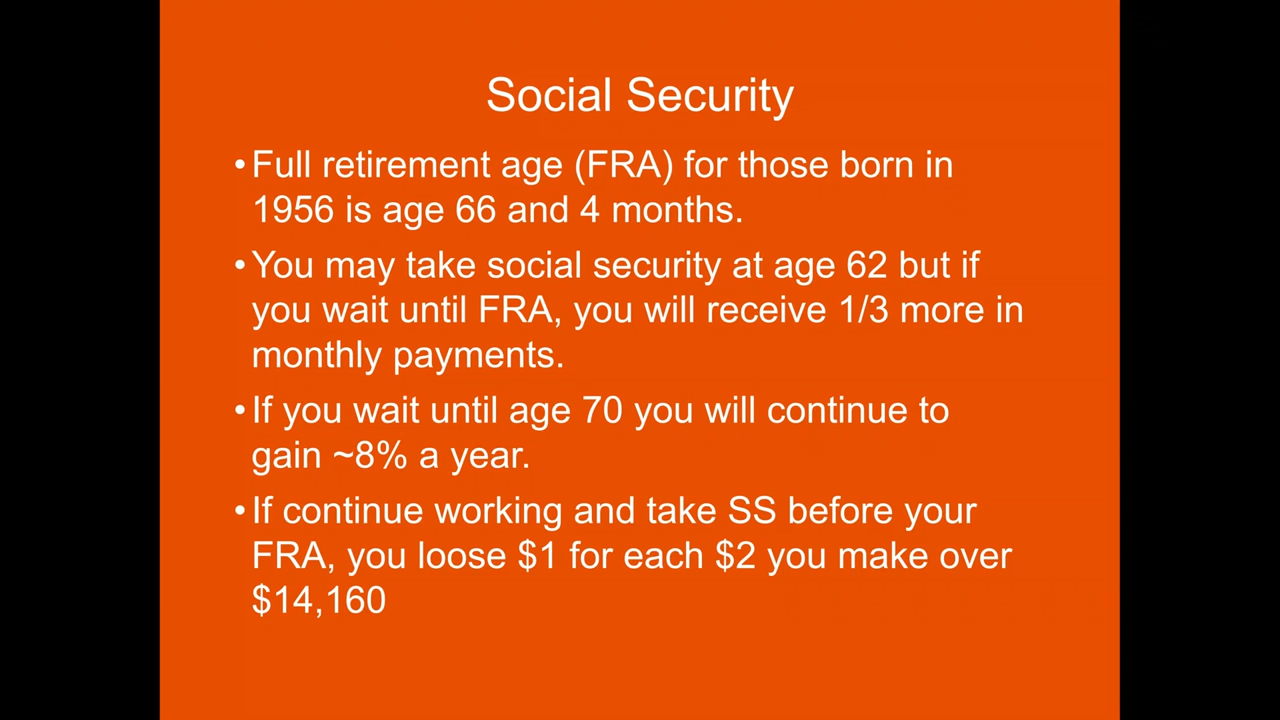 Social Security
•Full retirement age (FRA) for those born in
1956 is age 66 and 4 months.
•You may take social security at age 62 but if
you wait until FRA, you will receive 1/3 more in
monthly payments.
•If you wait until age 70 you will continue to
gain ~8% a year.
•If continue working and take SS before your
FRA, you loose $1 for each $2 you make over
$14,160